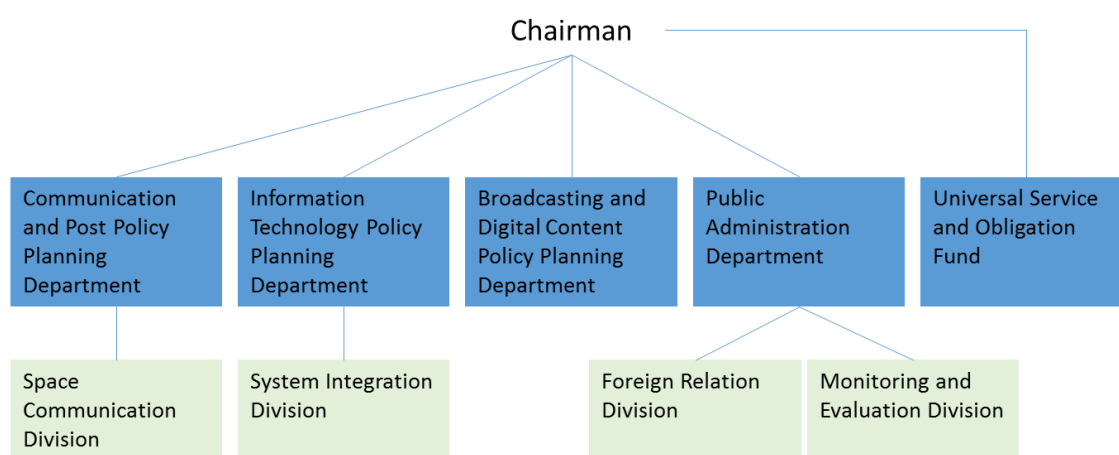 Chairman
Communication
and Post Policy
Planning
Department
Information
Technology Policy
Planning
Department
Broadcasting and
Digital Content
Policy Planning
Department
Public
Administration
Department
Universal Service
and Obligation
Fund
Space
Communication
Division
System Integration
Division
Foreign Relation
Division
Monitoring and
Evaluation Division